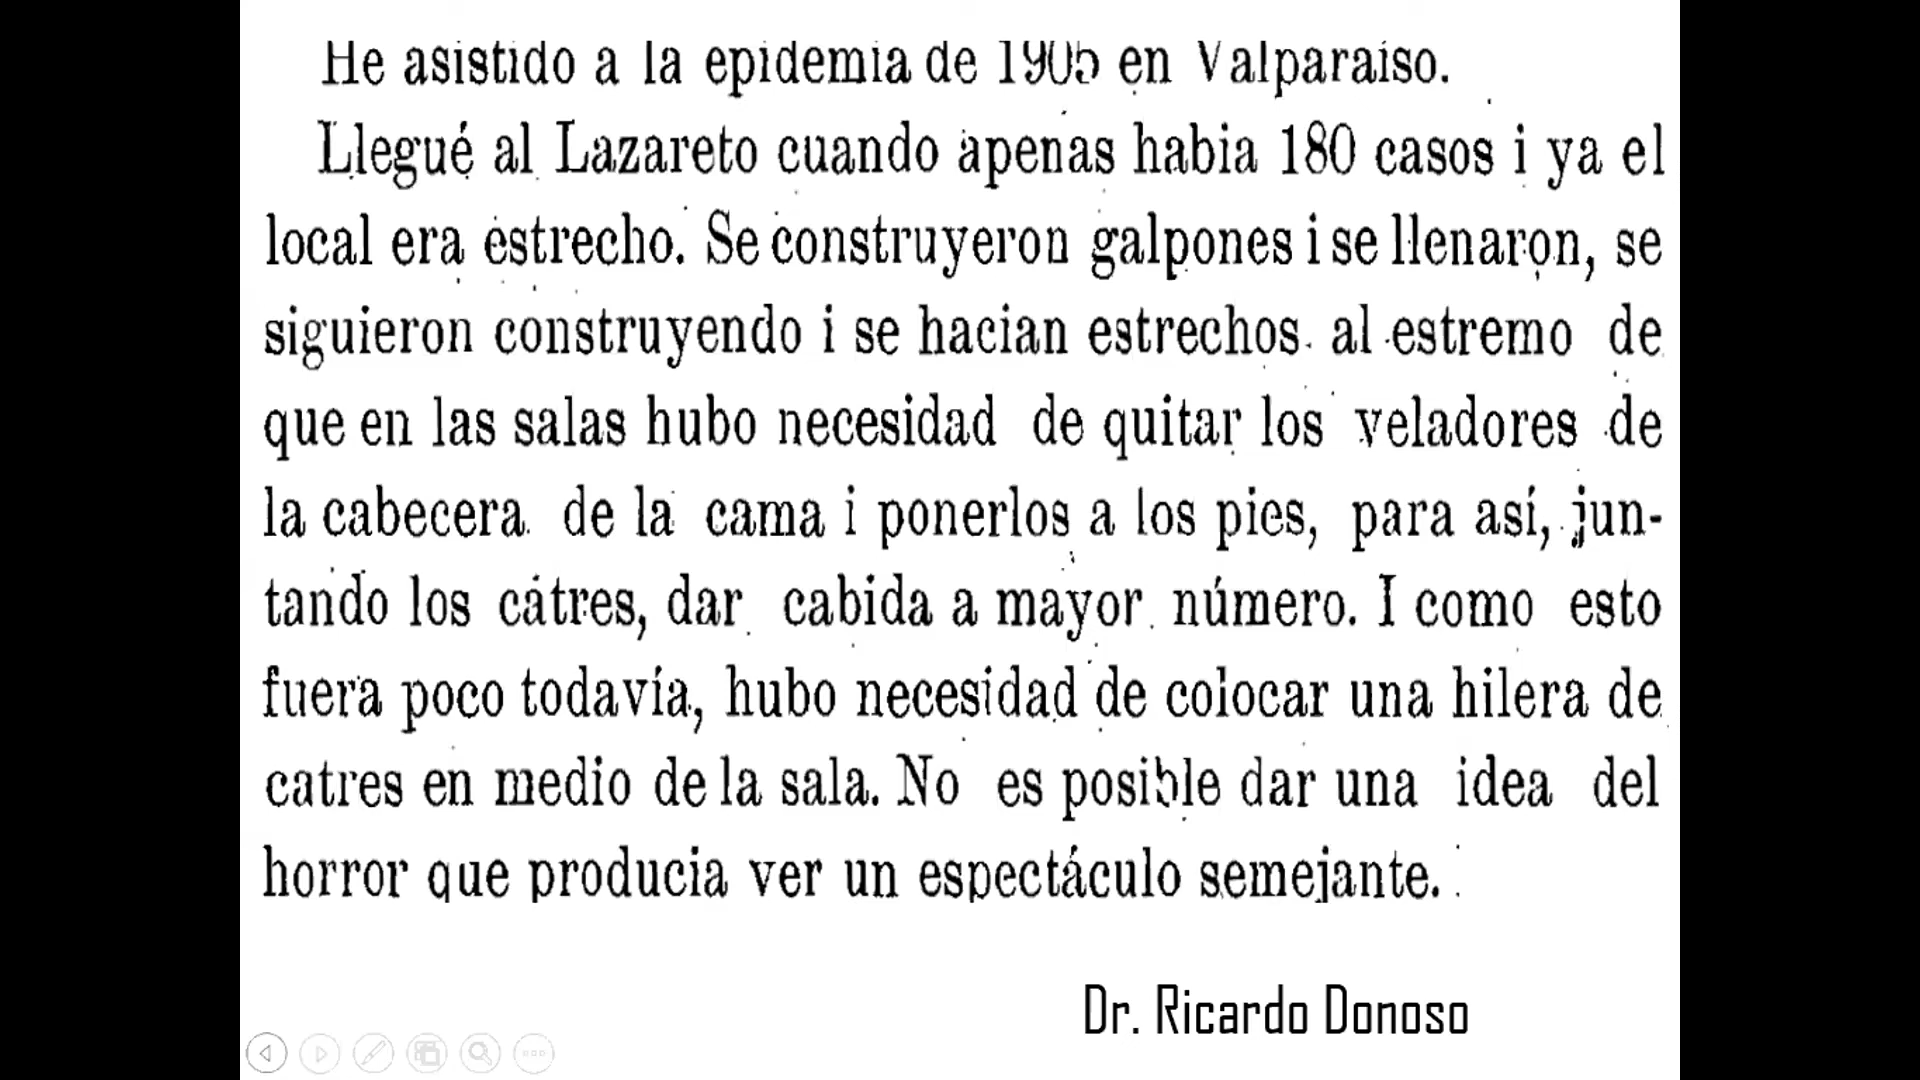 He asistido a la epidemia de 1905 en Valparaiso.
Llegué al Lazareto cuando apenas habia 180 casos i ya el
local era estrecho. Se construyeron galpones i se llenaron, se
siguieron construyendo i se hacian estrechos al estremo de
que en las salas hubo necesidad de quitar los veladores de
la cabecera de la cama i ponerlos a los pies, para así, jun-
tando los catres, dar cabida a mayor número. I como esto
fuera poco todavía, hubo necesidad de colocar una hilera de
catres en medio de la sala. No es posible dar una idea del
horror que producia ver un espectáculo semejante.
Dr. Ricardo Donoso